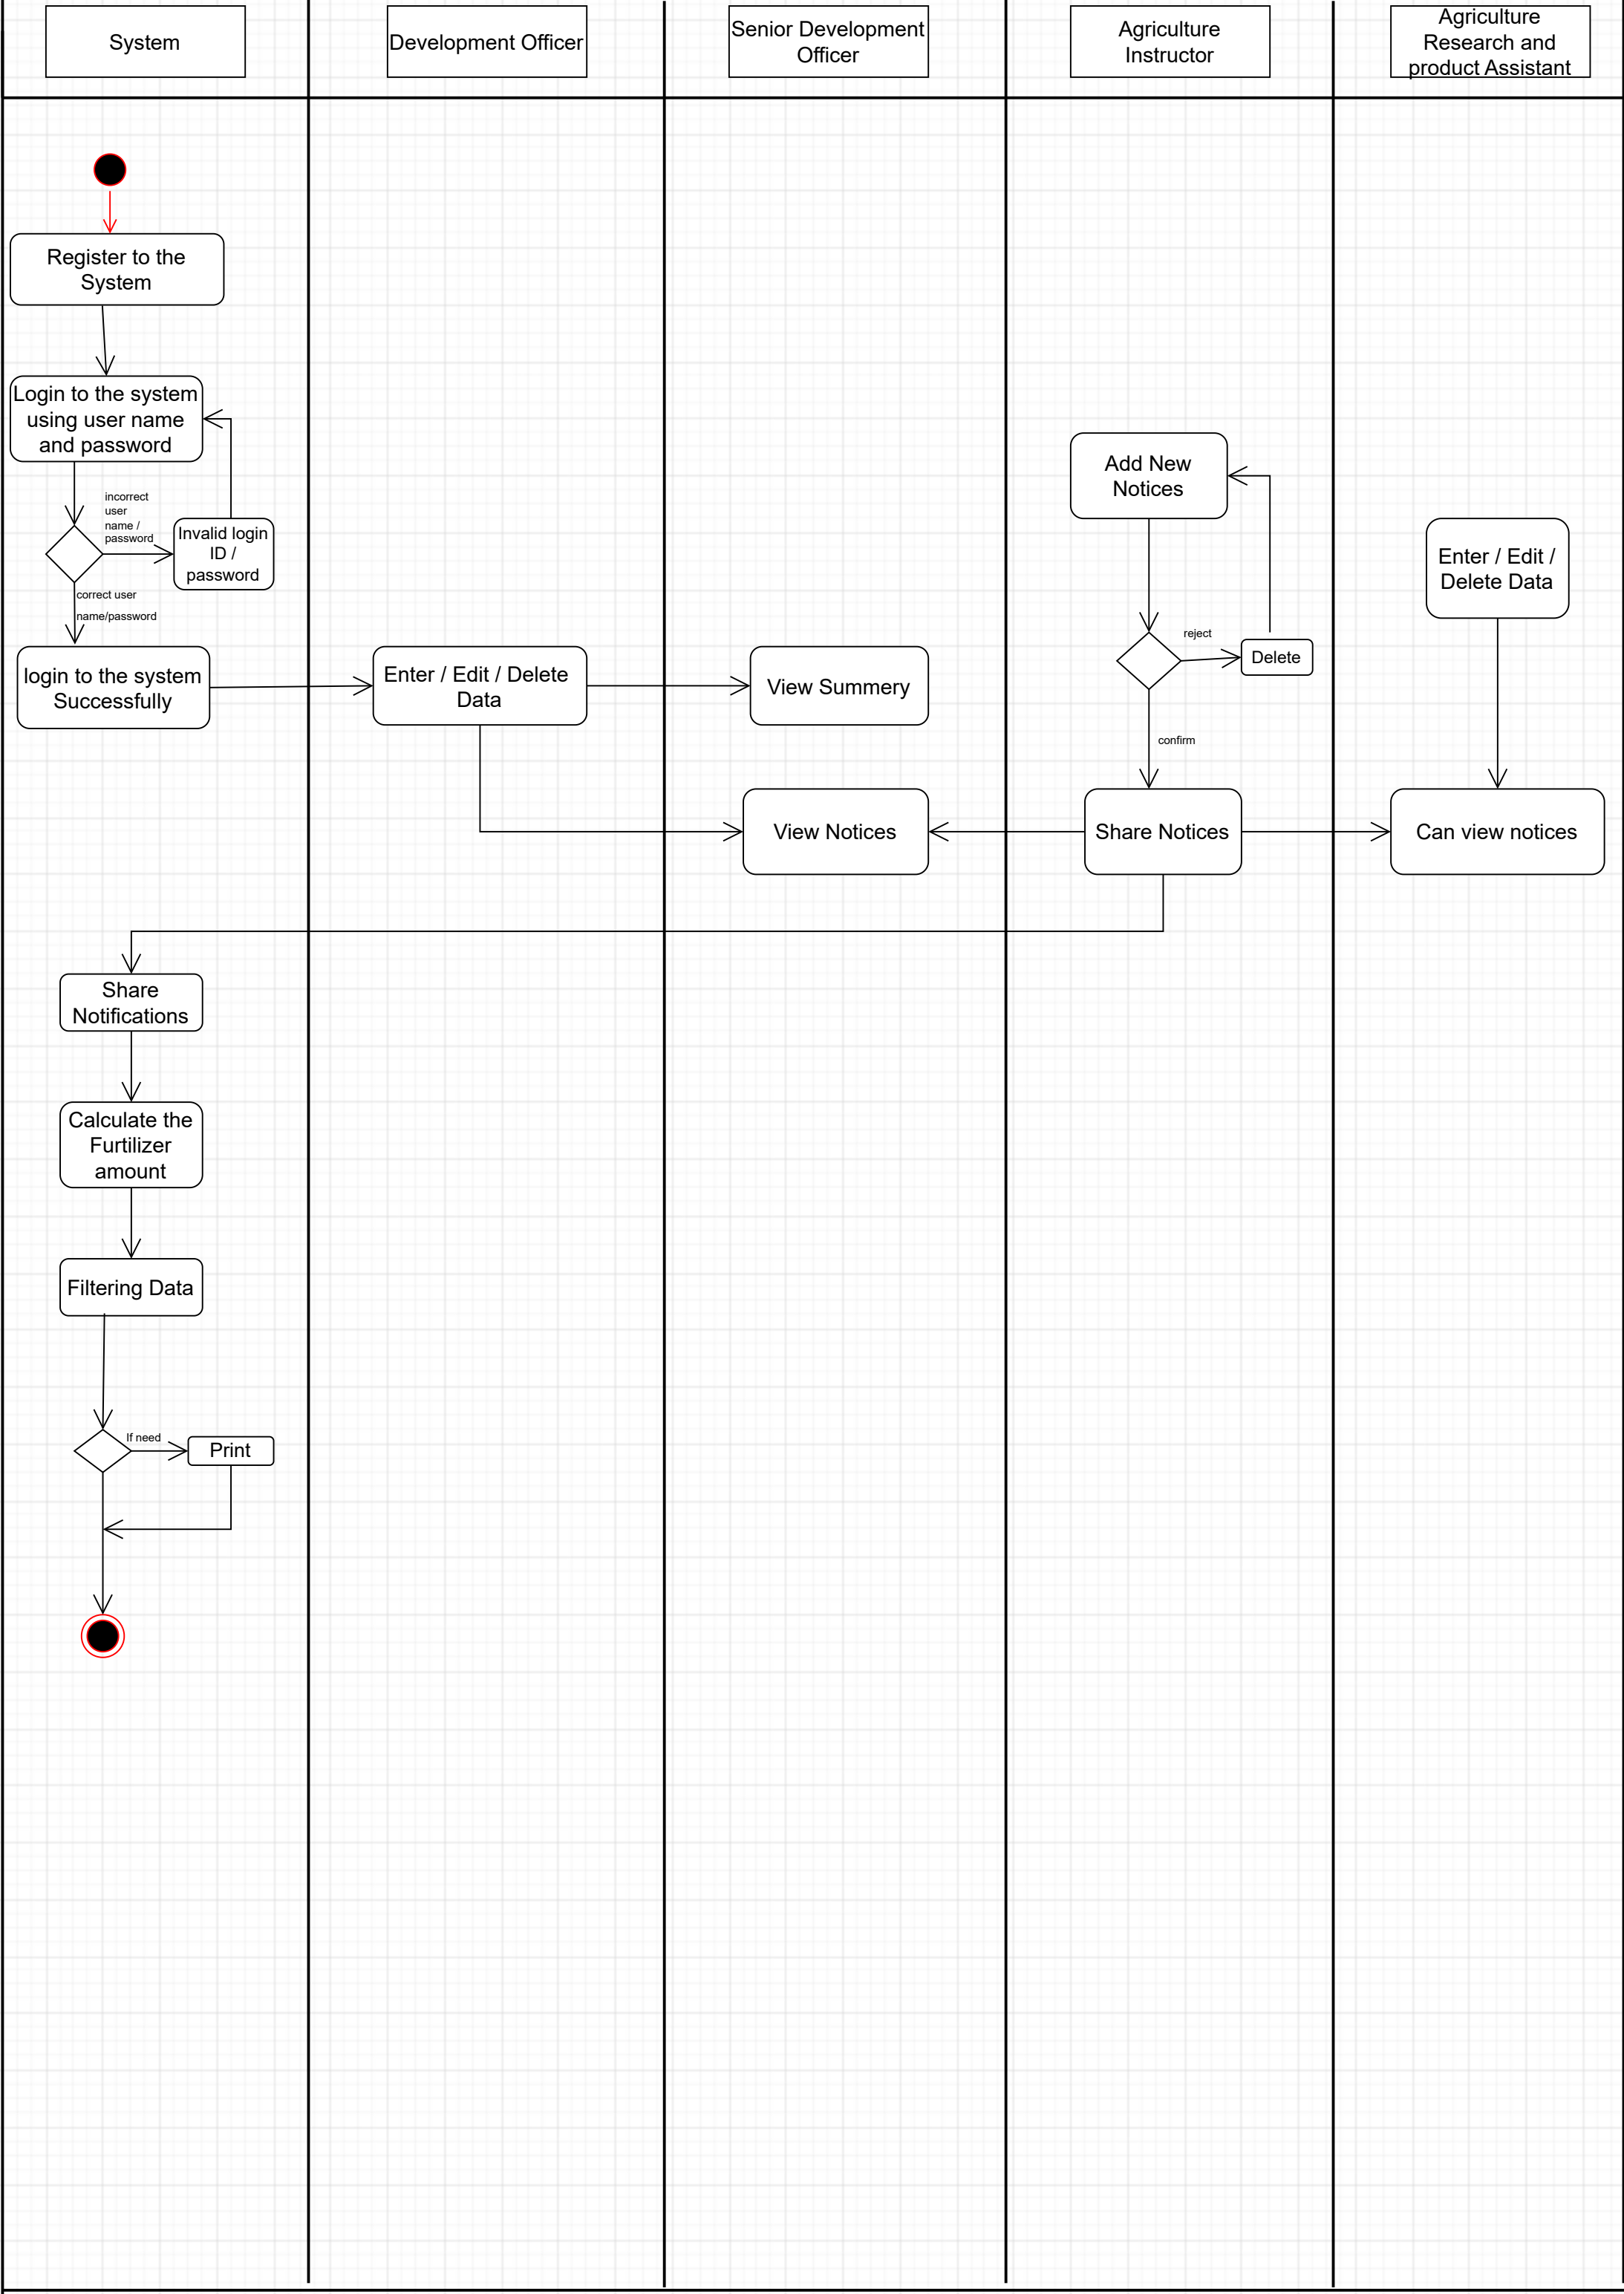 System
Development Officer
Senior Development
Officer
Agriculture
Instructor
Agriculture
Research and
product Assistant
Register to the
System
Login to the system
using user name
and password
incorrect
user
name /
password
Invalid login
ID /
password
correct user
name/password
login to the system
Successfully
Enter / Edit / Delete
Data
View Summery
View Notices
Add New
Notices
reject
Delete
confirm
Share Notices
Enter / Edit /
Delete Data
Can view notices
Share
Notifications
Calculate the
Furtilizer
amount
Filtering Data
If need
Print